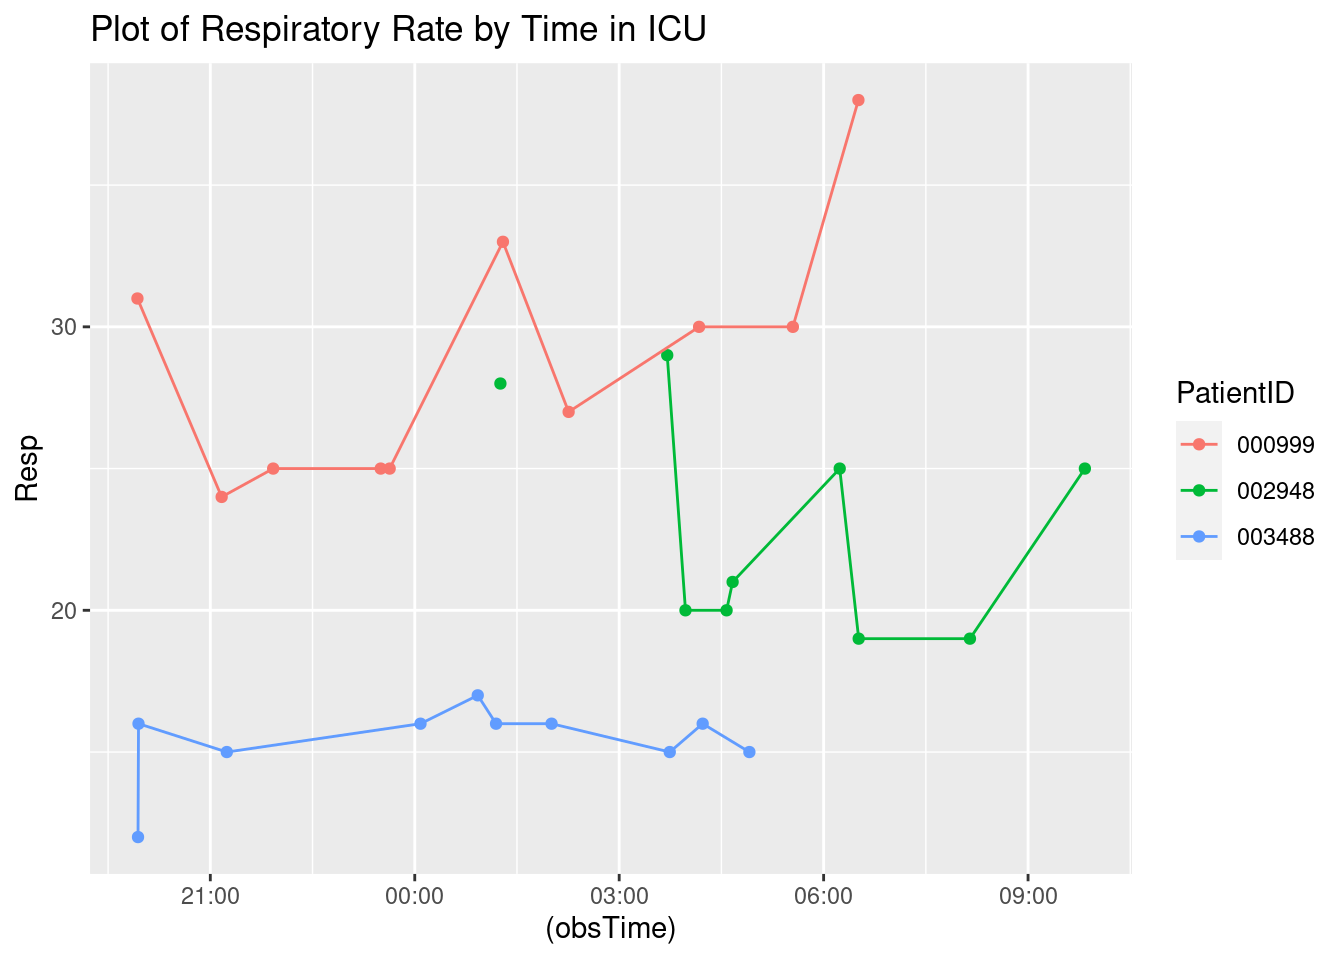 Plot of Respiratory Rate by Time in ICU
Resp
30
20
21:00
00:00
03:00
06:00
09:00
(obsTime)
PatientID
000999
002948
003488